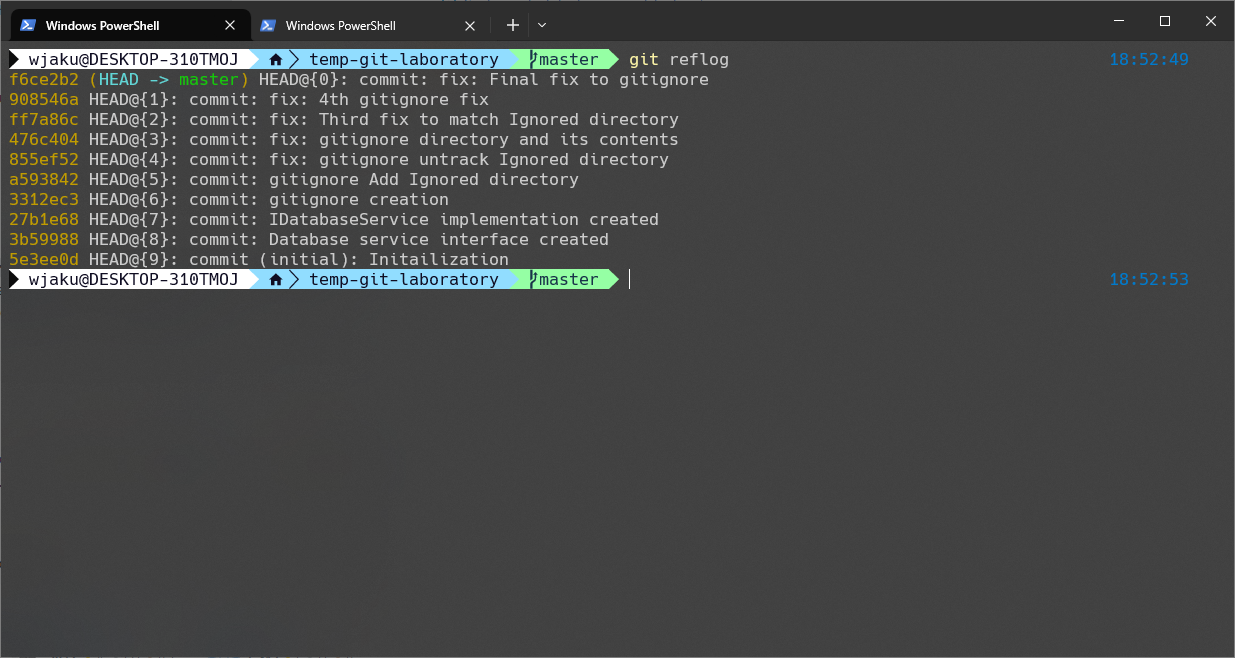 Windows PowerShell Windows PowerShell
wjaku@DESKTOP-310TMOJ temp-git-laboratory master git reflog 18:52:49
f6ce2b2 (HEAD -> master) HEAD@{0}: commit: fix: Final fix to gitignore
908546a HEAD@{1}: commit: fix: 4th gitignore fix
ff7a86c HEAD@{2}: commit: fix: Third fix to match Ignored directory
476c404 HEAD@{3}: commit: fix: gitignore directory and its contents
855ef52 HEAD@{4}: commit: fix: gitignore untrack Ignored directory
a593842 HEAD@{5}: commit: gitignore Add Ignored directory
3312ec3 HEAD@{6}: commit: gitignore creation
27b1e68 HEAD@{7}: commit: IDatabaseService implementation created
3b59988 HEAD@{8}: commit: Database service interface created
5e3ee0d HEAD@{9}: commit (initial): Initailization
wjaku@DESKTOP-310TMOJ temp-git-laboratory master 18:52:53